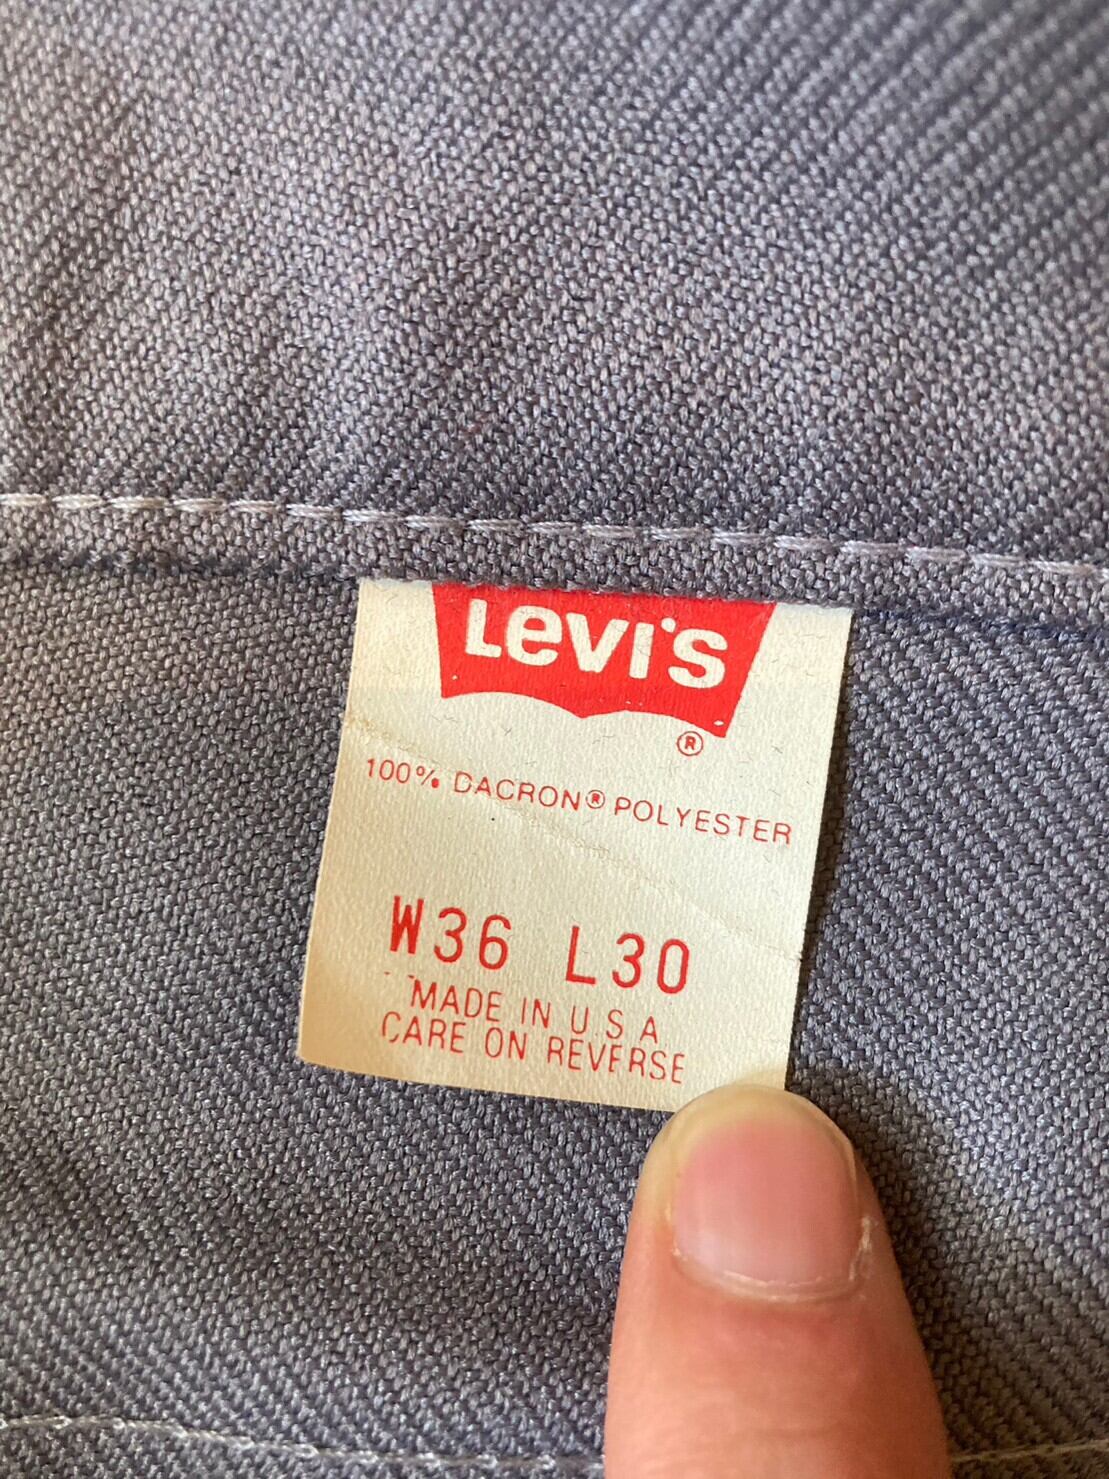 Levi's
®
100% DACRON® POLYESTER
W36 L30
MADE IN U.S.A
CARE ON REVERSE